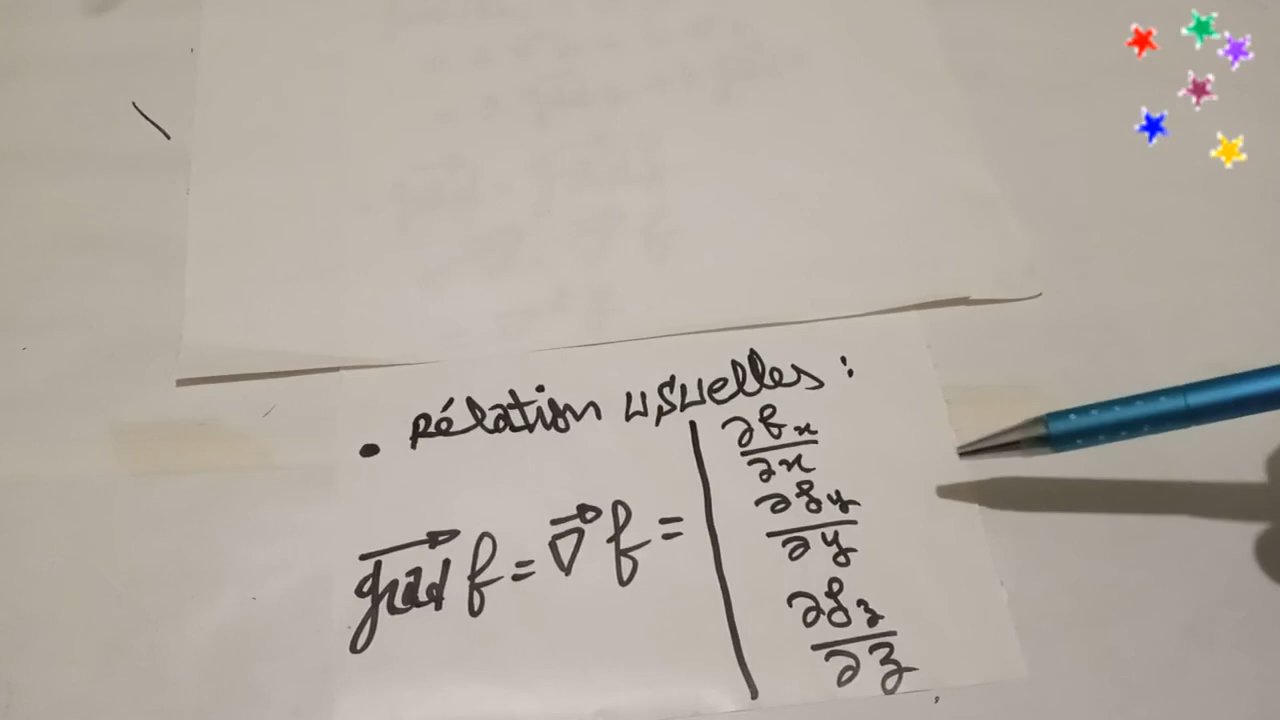 • Rélation usuelles :
∂fx
∂x
∂fy
∂y
grad f = ∇ f =
∂fz
∂z